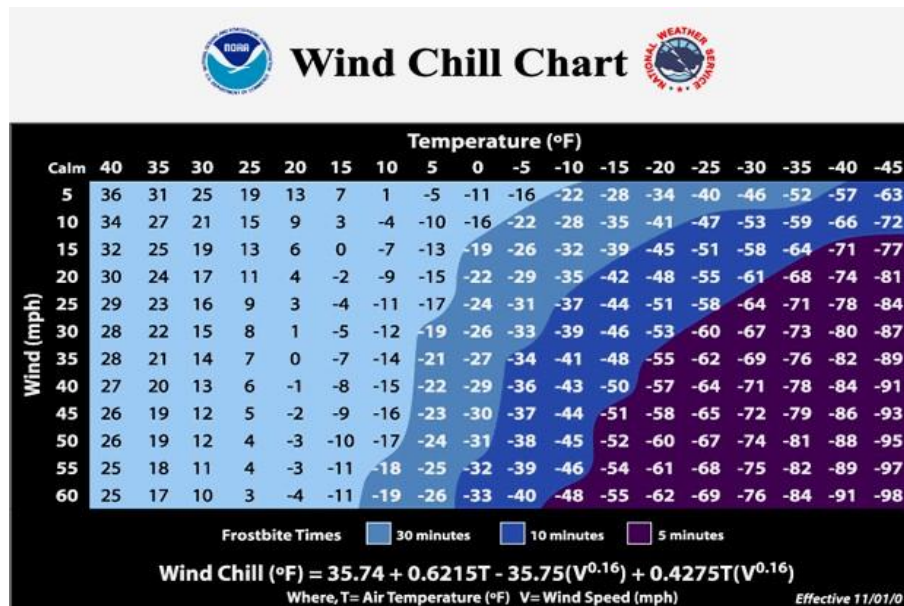 NOAA
Wind Chill Chart
NATIONAL WEATHER SERVICE
Temperature (ºF)
Calm 40 35 30 25 20 15 10 5 0 -5 -10 -15 -20 -25 -30 -35 -40 -45
5 36 31 25 19 13 7 1 -5 -11 -16 -22 -28 -34 -40 -46 -52 -57 -63
10 34 27 21 15 9 3 -4 -10 -16 -22 -28 -35 -41 -47 -53 -59 -66 -72
15 32 25 19 13 6 0 -7 -13 -19 -26 -32 -39 -45 -51 -58 -64 -71 -77
20 30 24 17 11 4 -2 -9 -15 -22 -29 -35 -42 -48 -55 -61 -68 -74 -81
25 29 23 16 9 3 -4 -11 -17 -24 -31 -37 -44 -51 -58 -64 -71 -78 -84
30 28 22 15 8 1 -5 -12 -19 -26 -33 -39 -46 -53 -60 -67 -73 -80 -87
35 28 21 14 7 0 -7 -14 -21 -27 -34 -41 -48 -55 -62 -69 -76 -82 -89
40 27 20 13 6 -1 -8 -15 -22 -29 -36 -43 -50 -57 -64 -71 -78 -84 -91
45 26 19 12 5 -2 -9 -16 -23 -30 -37 -44 -51 -58 -65 -72 -79 -86 -93
50 26 19 12 4 -3 -10 -17 -24 -31 -38 -45 -52 -60 -67 -74 -81 -88 -95
55 25 18 11 4 -3 -11 -18 -25 -32 -39 -46 -54 -61 -68 -75 -82 -89 -97
60 25 17 10 3 -4 -11 -19 -26 -33 -40 -48 -55 -62 -69 -76 -84 -91 -98
Wind (mph)
Frostbite Times 30 minutes 10 minutes 5 minutes
Wind Chill (ºF) = 35.74 + 0.6215T - 35.75(V^0.16) + 0.4275T(V^0.16)
Where, T= Air Temperature (ºF) V= Wind Speed (mph)
Effective 11/01/0